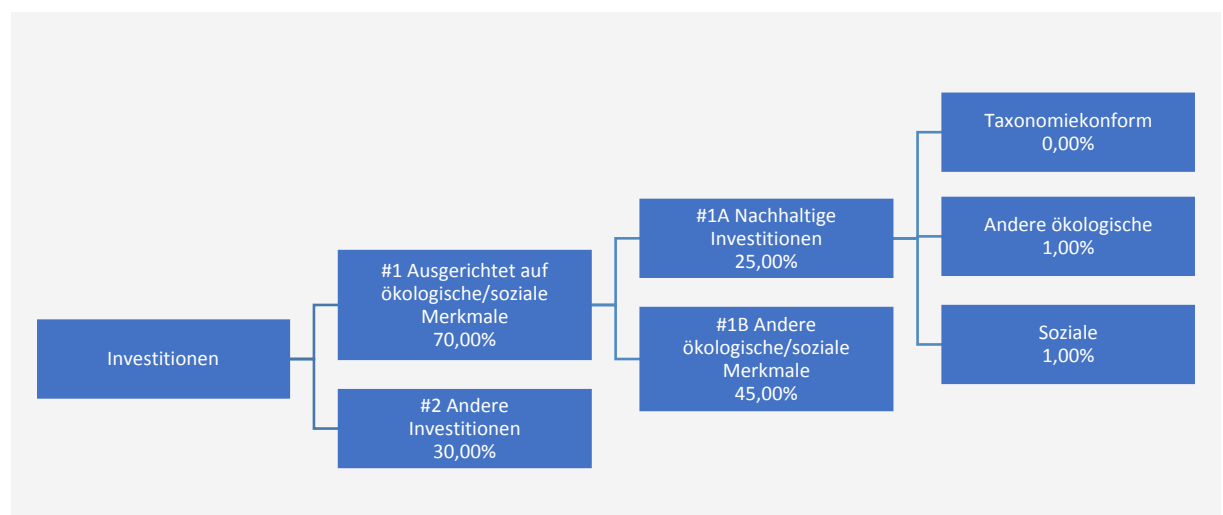 Investitionen
#1 Ausgerichtet auf
ökologische/soziale
Merkmale
70,00%
#2 Andere
Investitionen
30,00%
#1A Nachhaltige
Investitionen
25,00%
#1B Andere
ökologische/soziale
Merkmale
45,00%
Taxonomiekonform
0,00%
Andere ökologische
1,00%
Soziale
1,00%